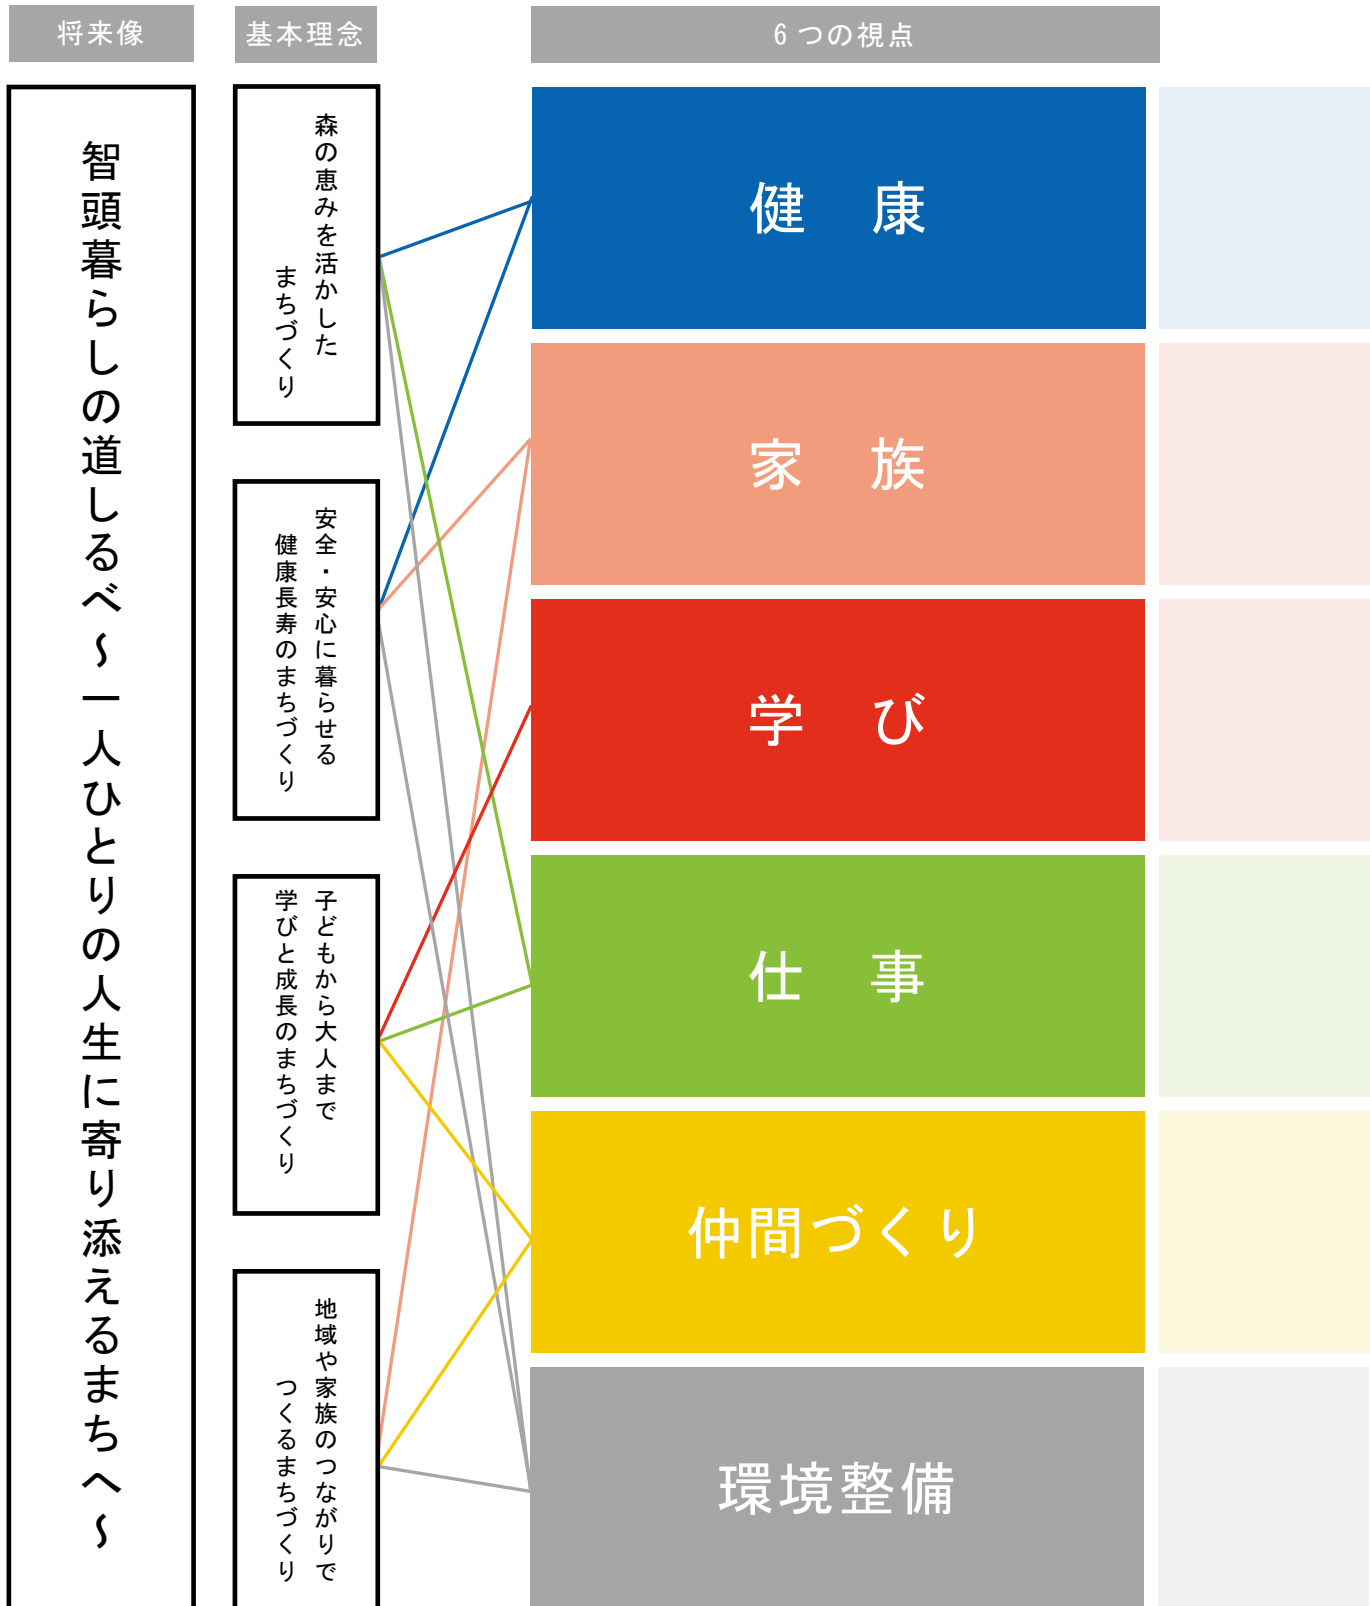 将来像
基本理念
6つの視点
智頭暮らしの道しるべ～一人ひとりの人生に寄り添えるまちへ～
森の恵みを活かした
まちづくり
安全・安心に暮らせる
健康長寿のまちづくり
子どもから大人まで
学びと成長のまちづくり
地域や家族のつながりで
つくるまちづくり
健　康
家　族
学　び
仕　事
仲間づくり
環境整備